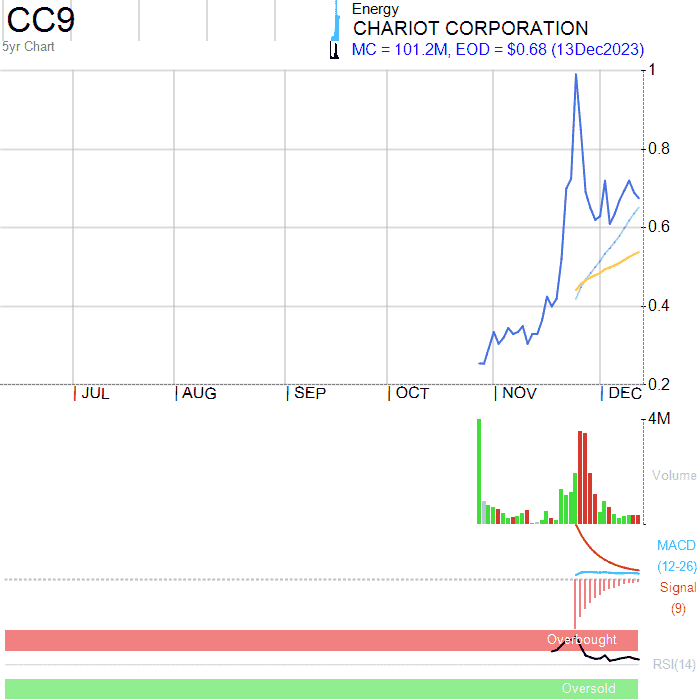 CC9
5yr Chart
Energy
CHARIOT CORPORATION
MC = 101.2M, EOD = $0.68 (13Dec2023)
1
0.8
0.6
0.4
0.2
JUL AUG SEP OCT NOV DEC
4M
Volume
MACD
(12-26)
Signal
(9)
Overbought
RSI(14)
Oversold